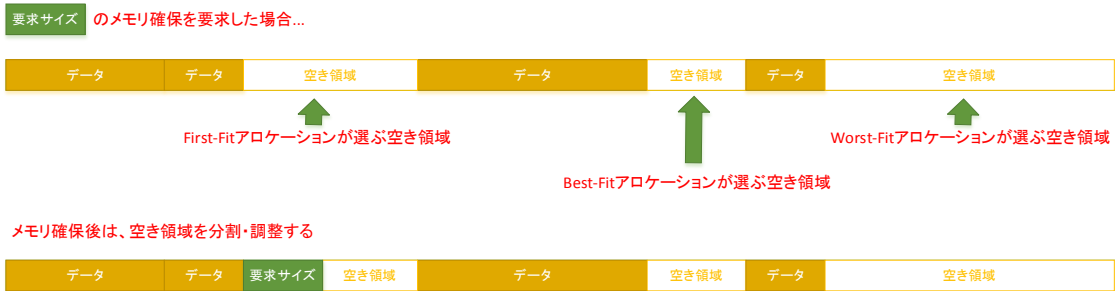 要求サイズ のメモリ確保を要求した場合...
データ データ 空き領域 データ 空き領域 データ 空き領域
First-Fitアロケーションが選ぶ空き領域 Worst-Fitアロケーションが選ぶ空き領域
Best-Fitアロケーションが選ぶ空き領域
メモリ確保後は、空き領域を分割・調整する
データ データ 要求サイズ 空き領域 データ 空き領域 データ 空き領域